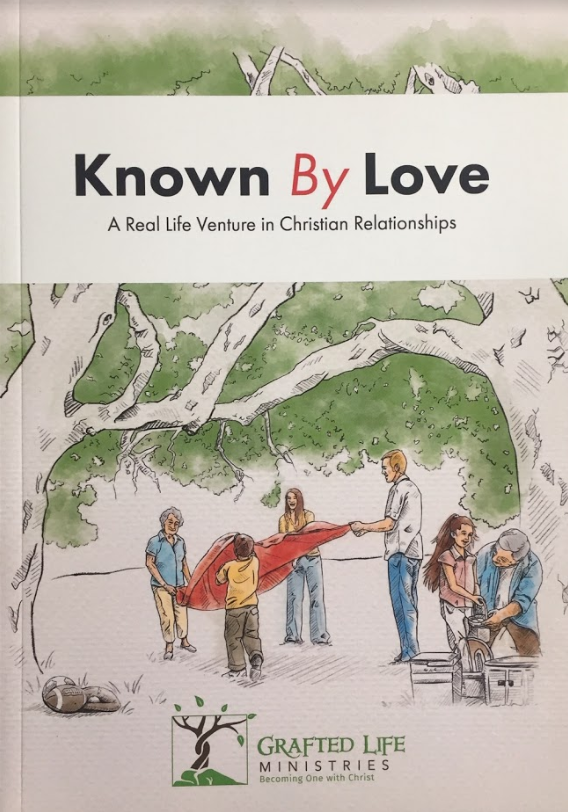 Known By Love
A Real Life Venture in Christian Relationships
GRAFTED LIFE
MINISTRIES
Becoming One with Christ